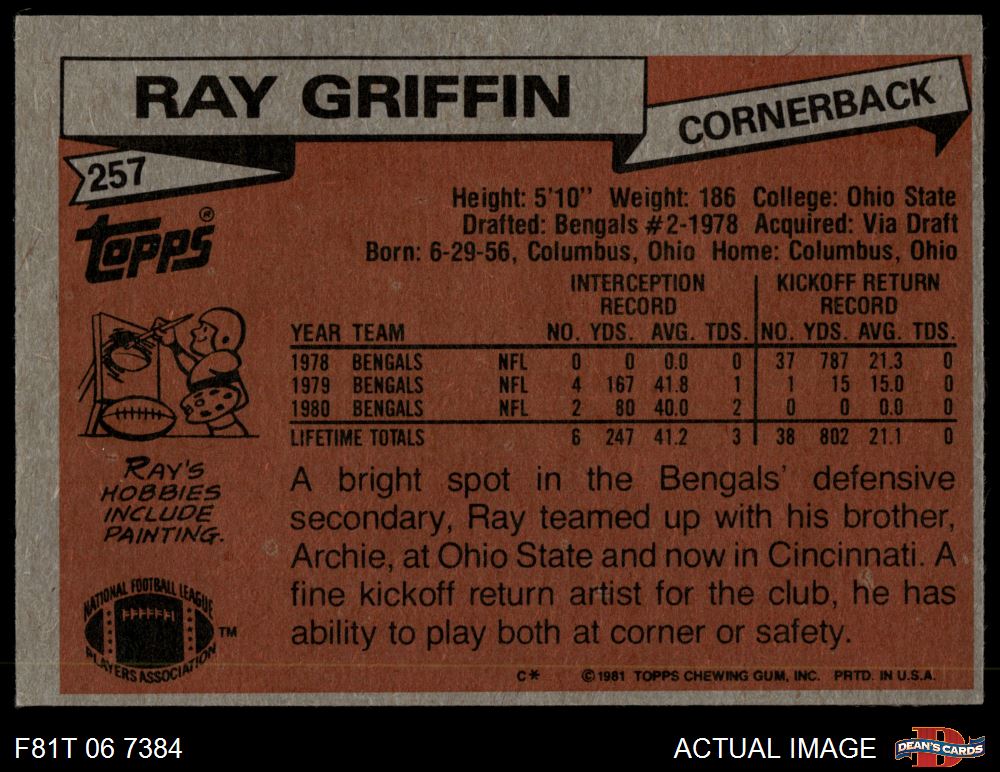 RAY GRIFFIN
CORNERBACK
257
topps®
Height: 5'10" Weight: 186 College: Ohio State
Drafted: Bengals #2-1978 Acquired: Via Draft
Born: 6-29-56, Columbus, Ohio Home: Columbus, Ohio
INTERCEPTION RECORD KICKOFF RETURN RECORD
YEAR TEAM NO. YDS. AVG. TDS. NO. YDS. AVG. TDS.
1978 BENGALS NFL 0 0 0.0 0 37 787 21.3 0
1979 BENGALS NFL 4 167 41.8 1 1 15 15.0 0
1980 BENGALS NFL 2 80 40.0 2 0 0 0.0 0
LIFETIME TOTALS 6 247 41.2 3 38 802 21.1 0
RAY'S
HOBBIES
INCLUDE
PAINTING.
A bright spot in the Bengals' defensive
secondary, Ray teamed up with his brother,
Archie, at Ohio State and now in Cincinnati. A
fine kickoff return artist for the club, he has
ability to play both at corner or safety.
NATIONAL FOOTBALL LEAGUE
PLAYERS ASSOCIATION
TM
C* ©1981 TOPPS CHEWING GUM, INC. PRTD. IN U.S.A.
F81T 06 7384
ACTUAL IMAGE
D
DEAN'S CARDS